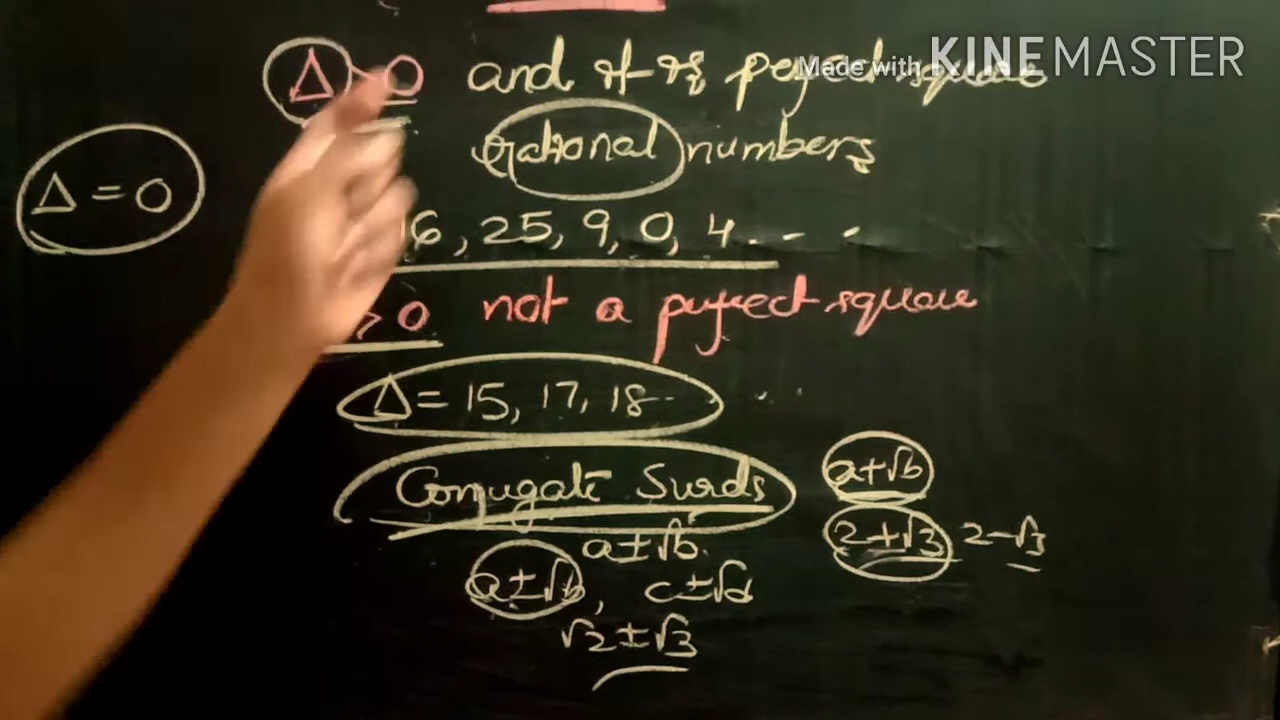 Δ > 0 and it is perfect square
Made with KINEMASTER
rational numbers
Δ = 0
16, 25, 9, 0, 4 . - - .
> 0 not a perfect square
Δ = 15, 17, 18--
Conjugate Surds
a+√b
a±√b.
2+√3 2-√3
a±√b, c±√d
√2±√3